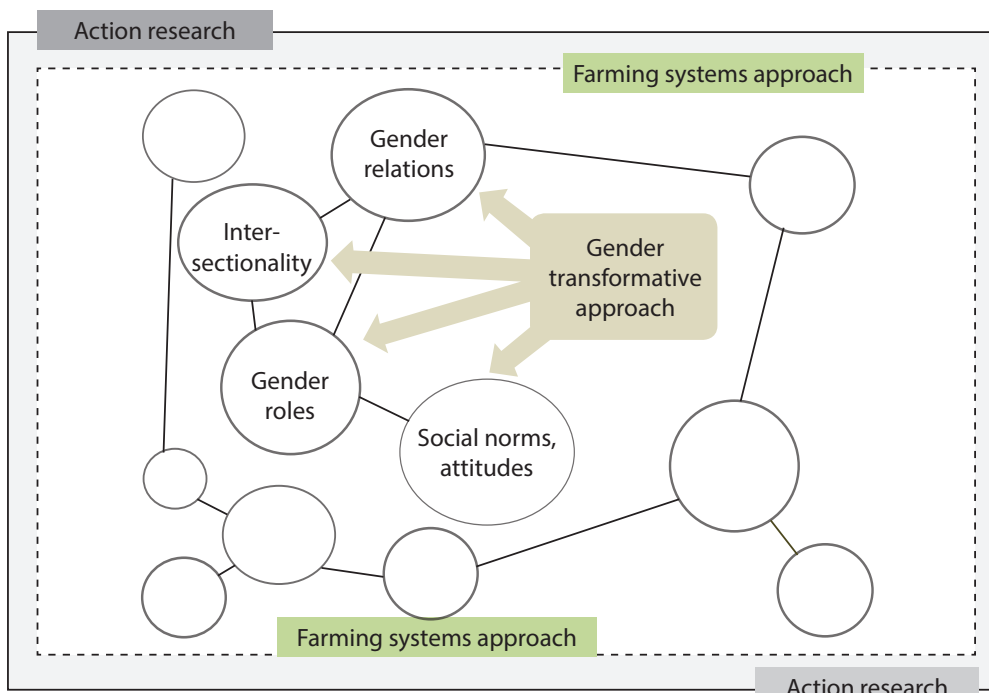 Action research
Farming systems approach
Gender
relations
Inter-
sectionality
Gender
transformative
approach
Gender
roles
Social norms,
attitudes
Farming systems approach
Action research